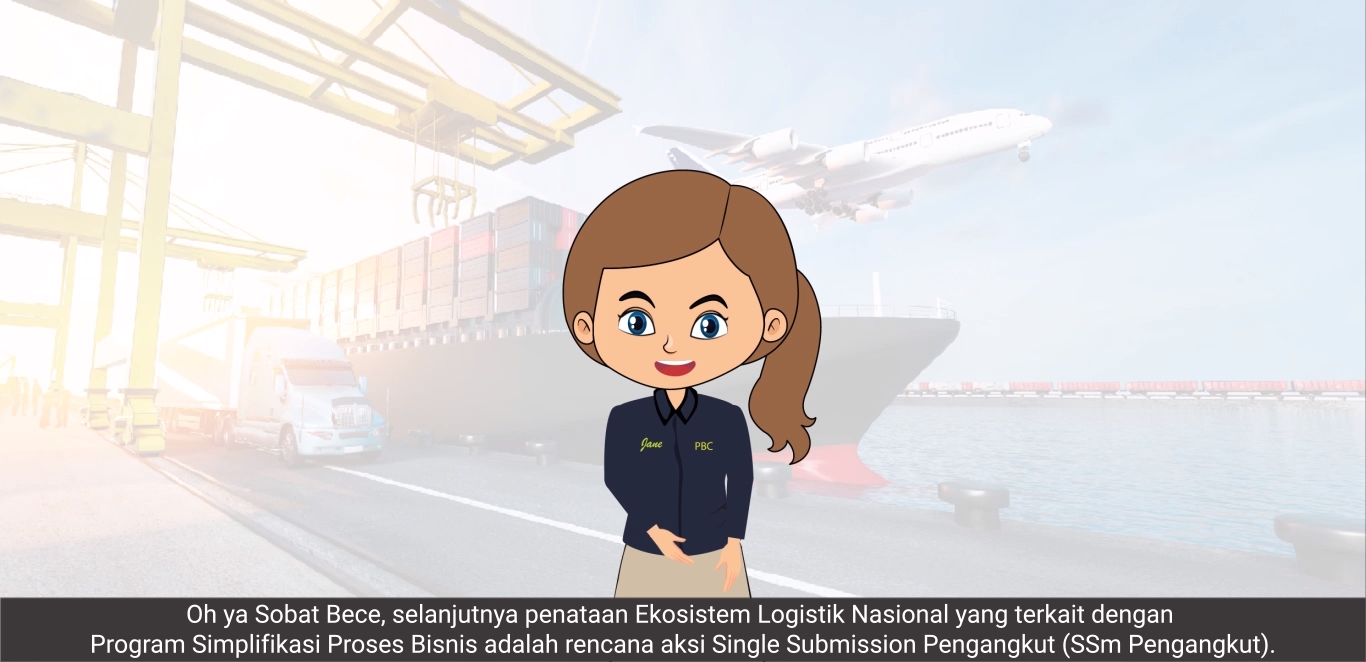 Jane PBC
Oh ya Sobat Bece, selanjutnya penataan Ekosistem Logistik Nasional yang terkait dengan
Program Simplifikasi Proses Bisnis adalah rencana aksi Single Submission Pengangkut (SSm Pengangkut).